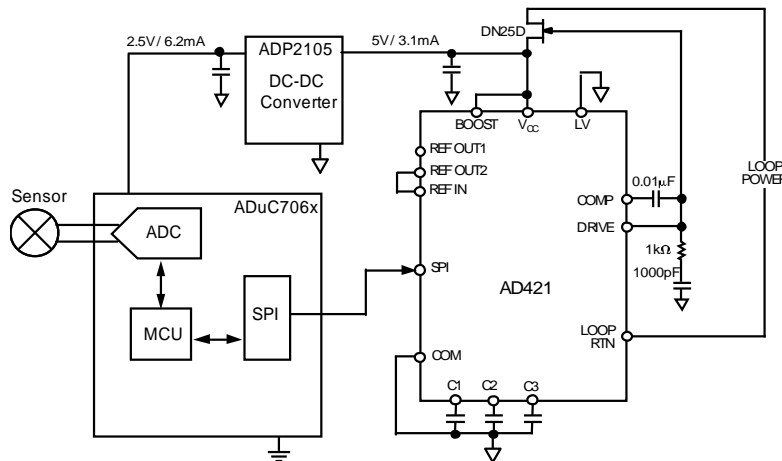 DN25D
2.5V/ 6.2mA
ADP2105
5V/ 3.1mA
DC-DC
Converter
BOOST
VCC
LV
REF OUT1
REF OUT2
REF IN
LOOP
POWER
0.01µF
COMP
Sensor
ADuC706x
ADC
DRIVE
1kΩ
SPI
AD421
1000pF
MCU
SPI
LOOP
RTN
COM
C1
C2
C3